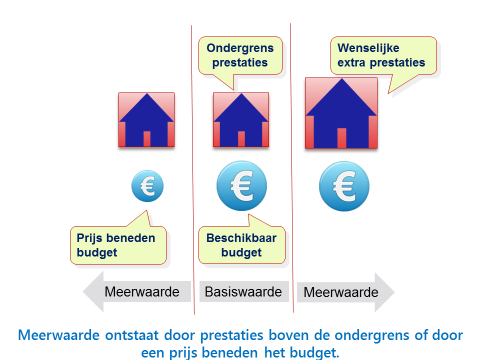 Ondergrens
prestaties
Wenselijke
extra prestaties
€
€
€
Prijs beneden
budget
Beschikbaar
budget
Meerwaarde
Basiswaarde
Meerwaarde
Meerwaarde ontstaat door prestaties boven de ondergrens of door
een prijs beneden het budget.